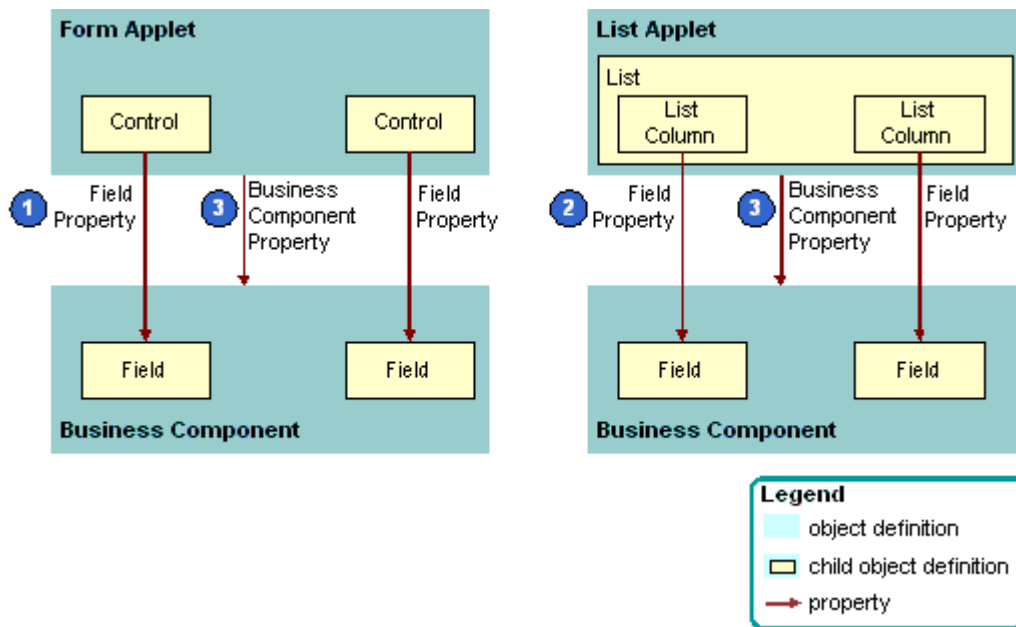 Form Applet
Control
Control
1
Field
Property
3
Business
Component
Property
Field
Property
Field
Field
Business Component
List Applet
List
List
Column
List
Column
2
Field
Property
3
Business
Component
Property
Field
Property
Field
Field
Business Component
Legend
object definition
child object definition
property